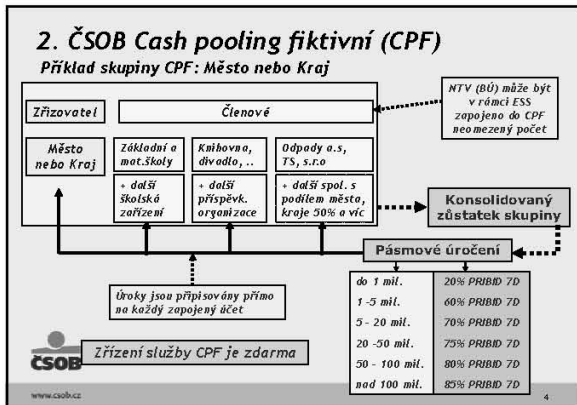 2. ČSOB Cash pooling fiktivní (CPF)
Příklad skupiny CPF: Město nebo Kraj
NTV (BÚ) může být
v rámci ESS
zapojeno do CPF
neomezený počet
Zřizovatel
Členové
Město
nebo Kraj
Základní a
mat.školy
Knihovna,
divadlo, ..
Odpady a.s,
TS, s.r.o
+ další
školská
zařízení
+ další
příspěvk.
organizace
+ další spol. s
podílem města,
kraje 50% a víc
Konsolidovaný
zůstatek skupiny
Pásmové úročení
Úroky jsou připisovány přímo
na každý zapojený účet
do 1 mil. 20% PRIBID 7D
1 -5 mil. 60% PRIBID 7D
5 - 20 mil. 70% PRIBID 7D
20 -50 mil. 75% PRIBID 7D
50 - 100 mil. 80% PRIBID 7D
nad 100 mil. 85% PRIBID 7D
ČSOB
Zřízení služby CPF je zdarma
www.csob.cz
4